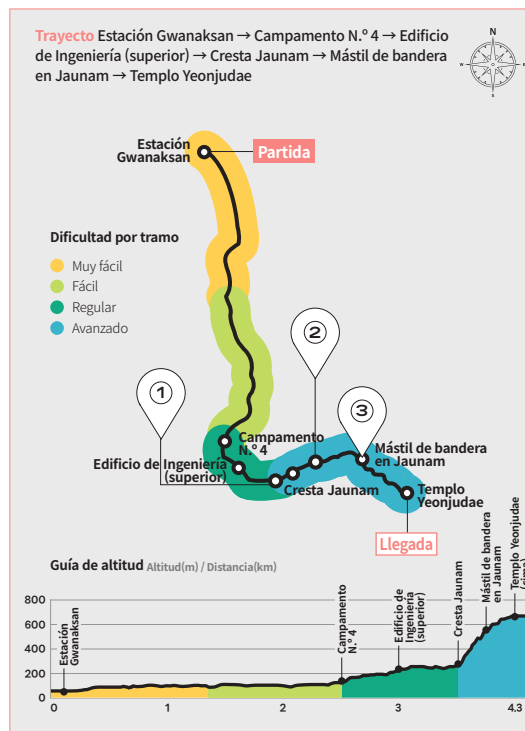 Trayecto Estación Gwanaksan → Campamento N.º 4 → Edificio
de Ingeniería (superior) → Cresta Jaunam → Mástil de bandera
en Jaunam → Templo Yeonjudae
N
W
E
S
Estación
Gwanaksan
Partida
Dificultad por tramo
Muy fácil
Fácil
Regular
Avanzado
1
2
3
Campamento
N.º 4
Edificio de Ingeniería
(superior)
Cresta Jaunam
Mástil de bandera
en Jaunam
Templo
Yeonjudae
Llegada
Guía de altitud Altitud(m) / Distancia(km)
800
600
400
200
0
Estación
Gwanaksan
Campamento
N.º 4
Edificio de
Ingeniería
(superior)
Cresta Jaunam
Mástil de bandera
en Jaunam
Templo Yeonjudae
0
1
2
3
4.3